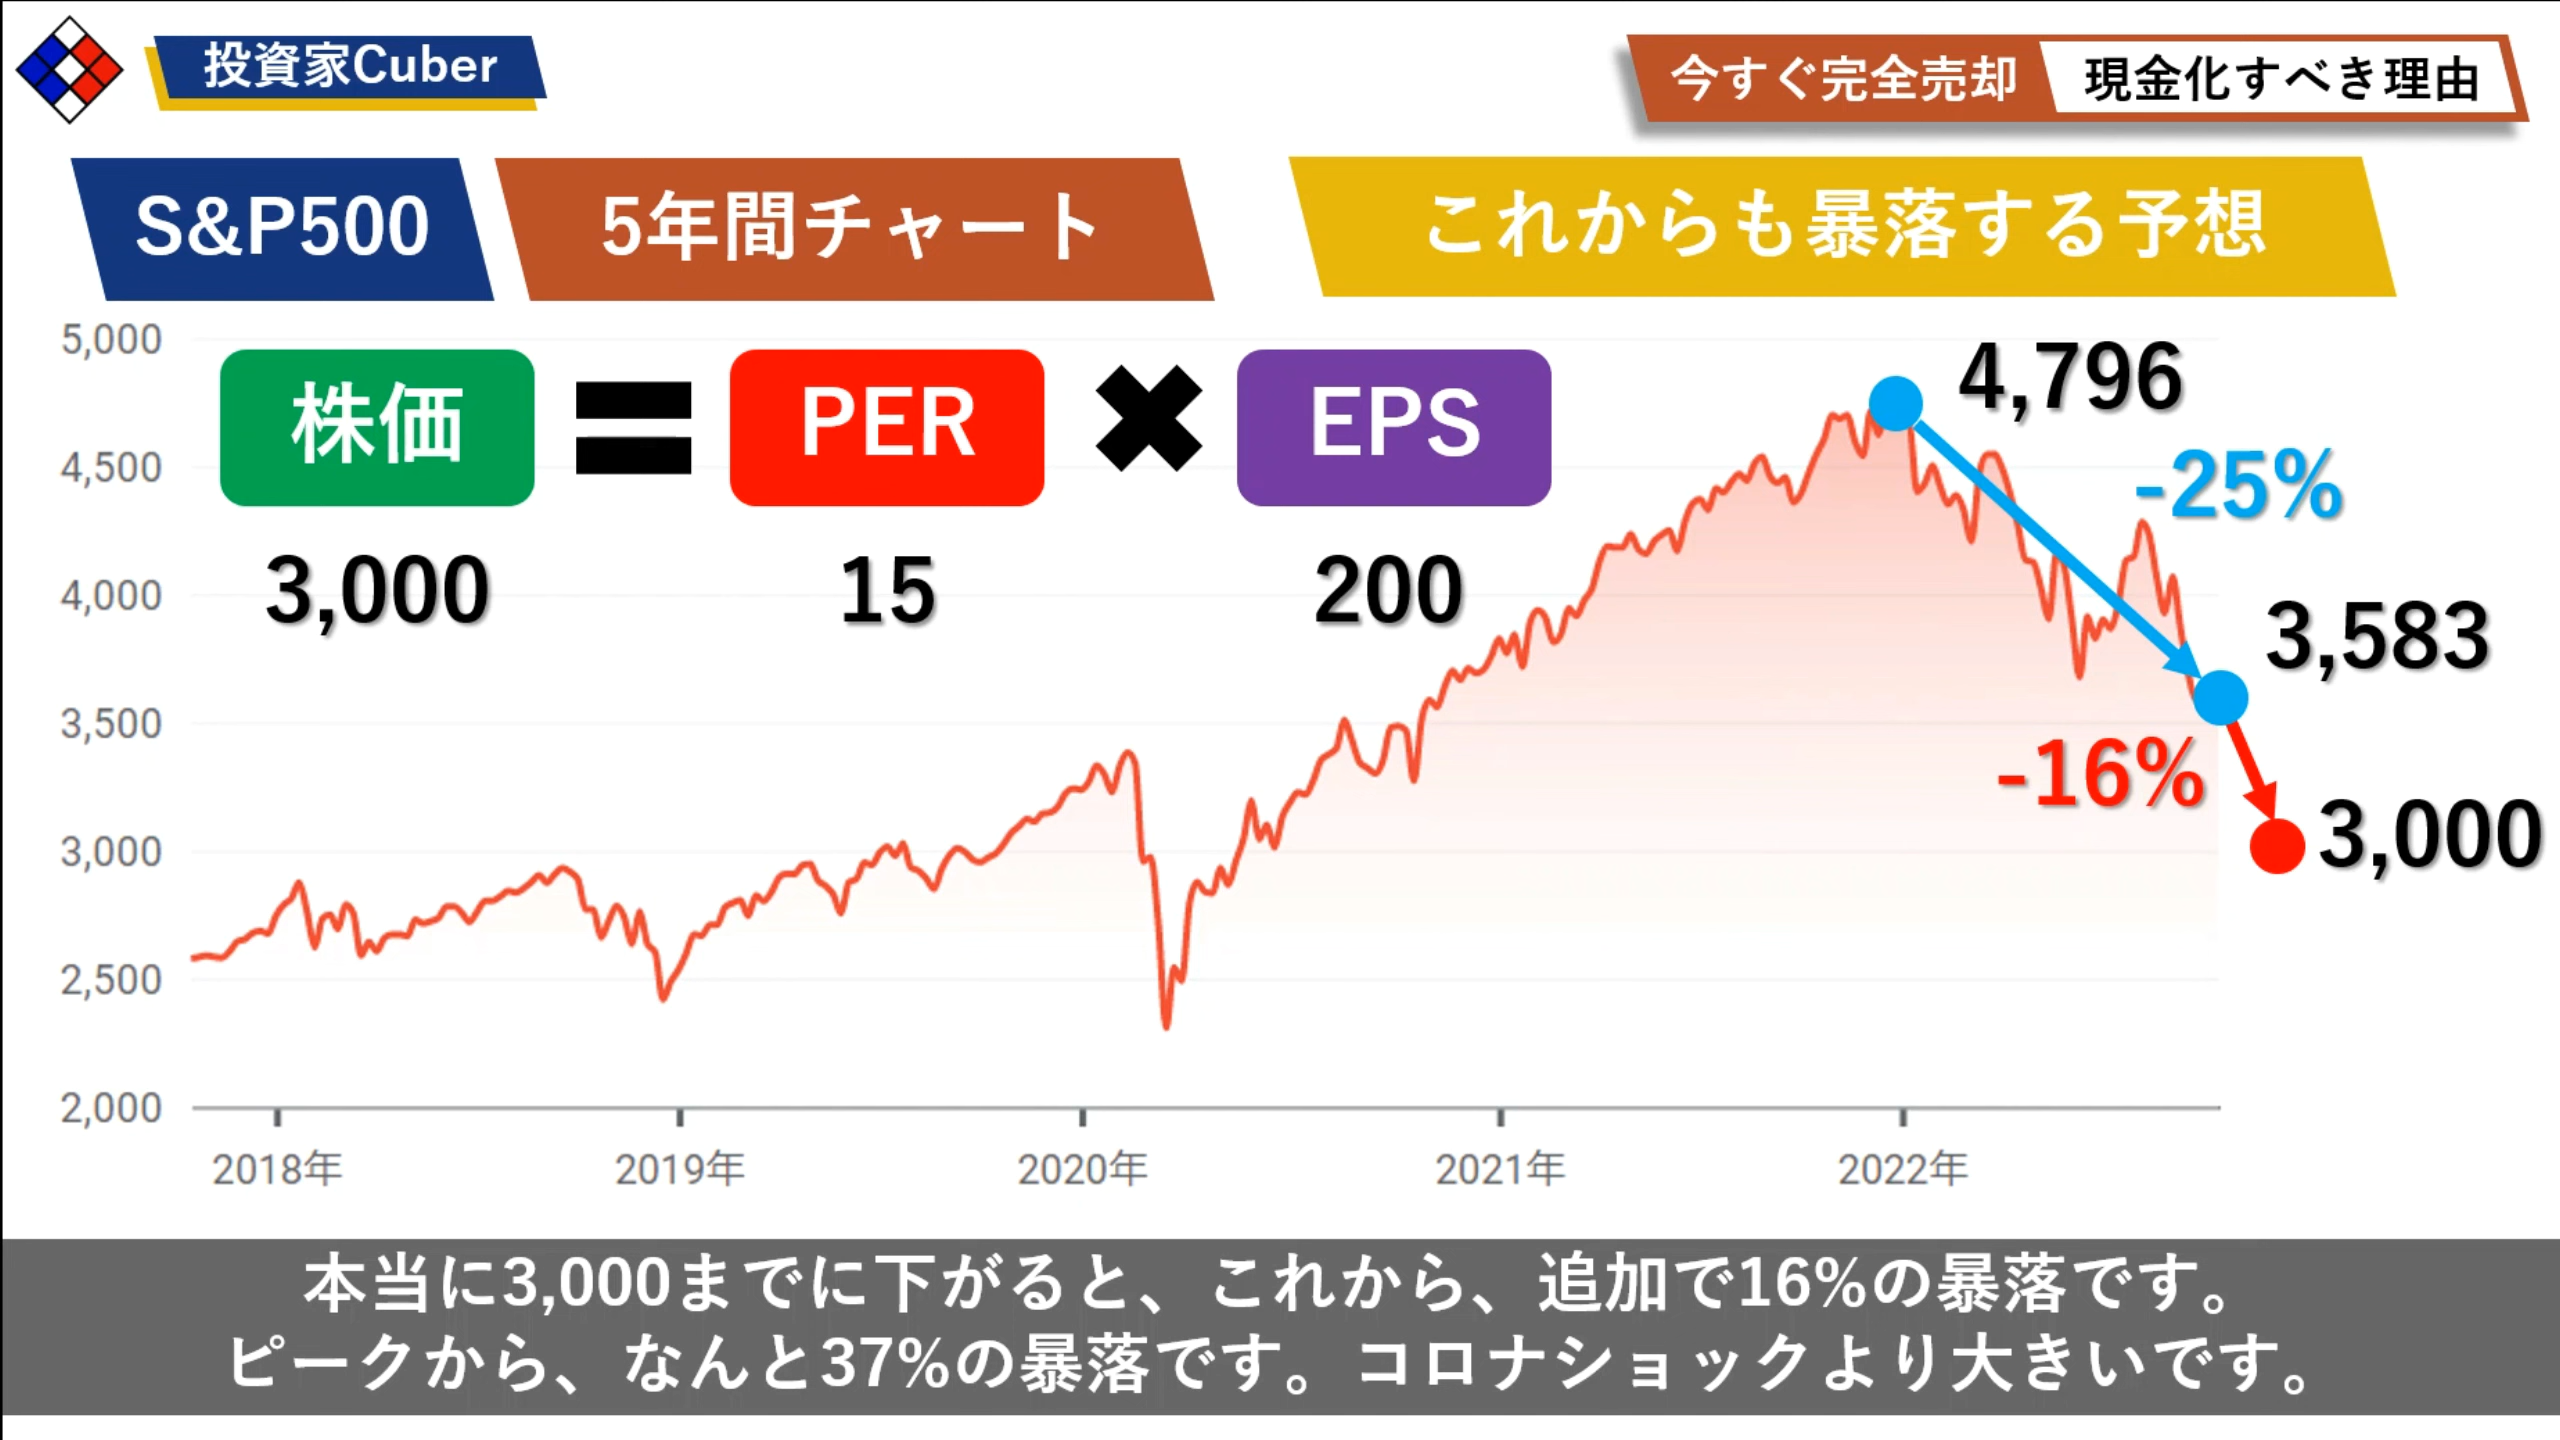 投資家Cuber
今すぐ完全売却 現金化すべき理由
S&P500 5年間チャート これからも暴落する予想
5,000
4,500
4,000
3,500
3,000
2,500
2,000
株価 = PER × EPS
3,000 15 200
4,796
-25%
3,583
-16%
3,000
2018年 2019年 2020年 2021年 2022年
本当に3,000までに下がると、これから、追加で16%の暴落です。
ピークから、なんと37%の暴落です。コロナショックより大きいです。